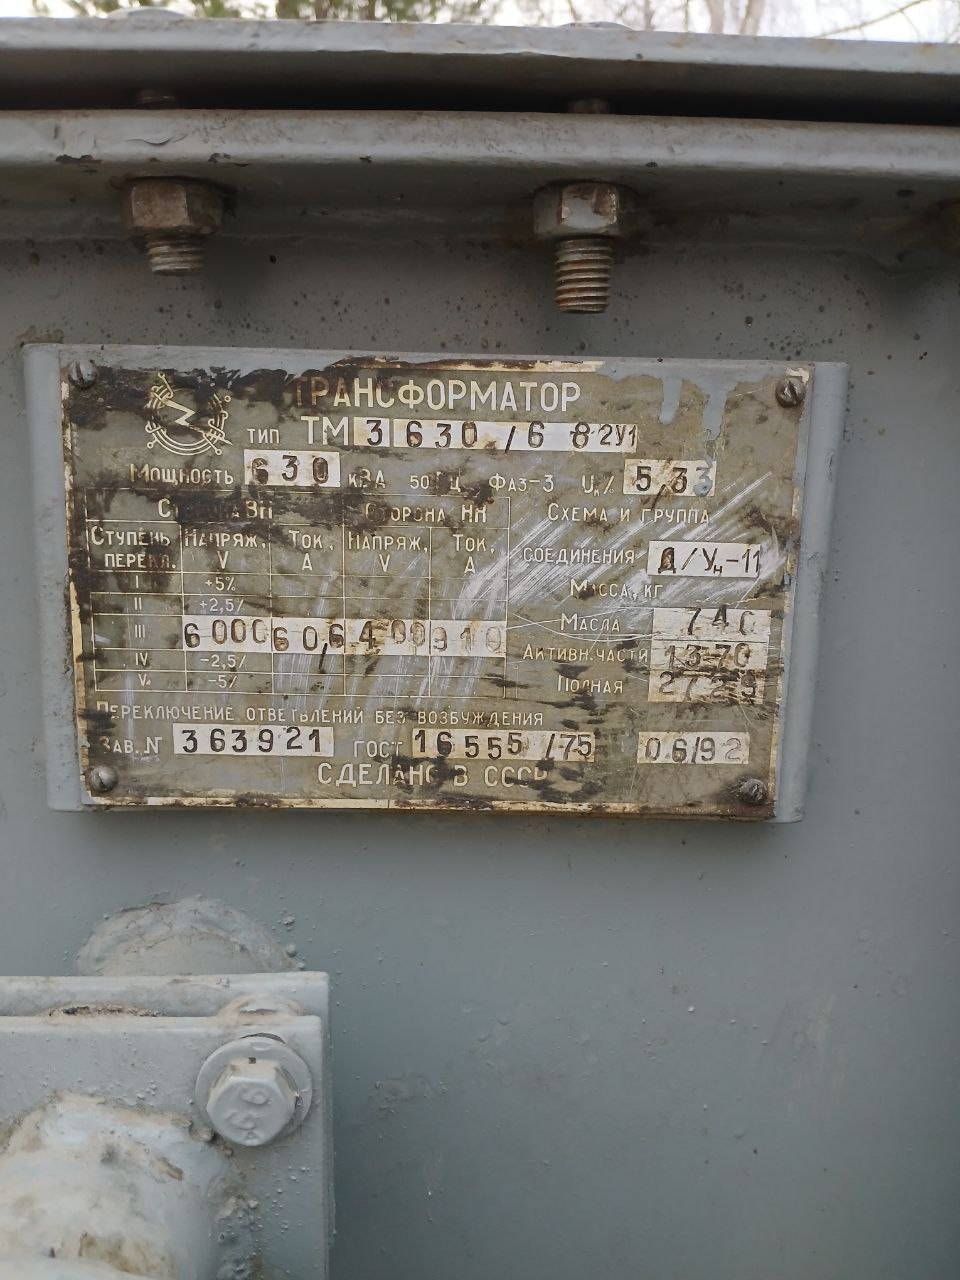 ТРАНСФОРМАТОР
ТИП ТМЗ 630/6 82У1
МОЩНОСТЬ 630 КВА 50 ГЦ ФАЗ-3 Uк% 5,33
СТОРОНА ВН СТОРОНА НН СХЕМА И ГРУППА
СТУПЕНЬ ПЕРЕКЛ. НАПРЯЖ, V ТОК, А НАПРЯЖ, V ТОК, А СОЕДИНЕНИЯ Д/Ун-11
I +5%
МАССА, КГ
II +2,5%
МАСЛА 740
III 6000 60,6 400 910
АКТИВН.ЧАСТИ 1370
IV -2,5%
ПОЛНАЯ
V -5%
ПЕРЕКЛЮЧЕНИЕ ОТВЕТВЛЕНИЙ БЕЗ ВОЗБУЖДЕНИЯ
ЗАВ. № 363921 ГОСТ 16555/75 06/92
СДЕЛАНО В СССР